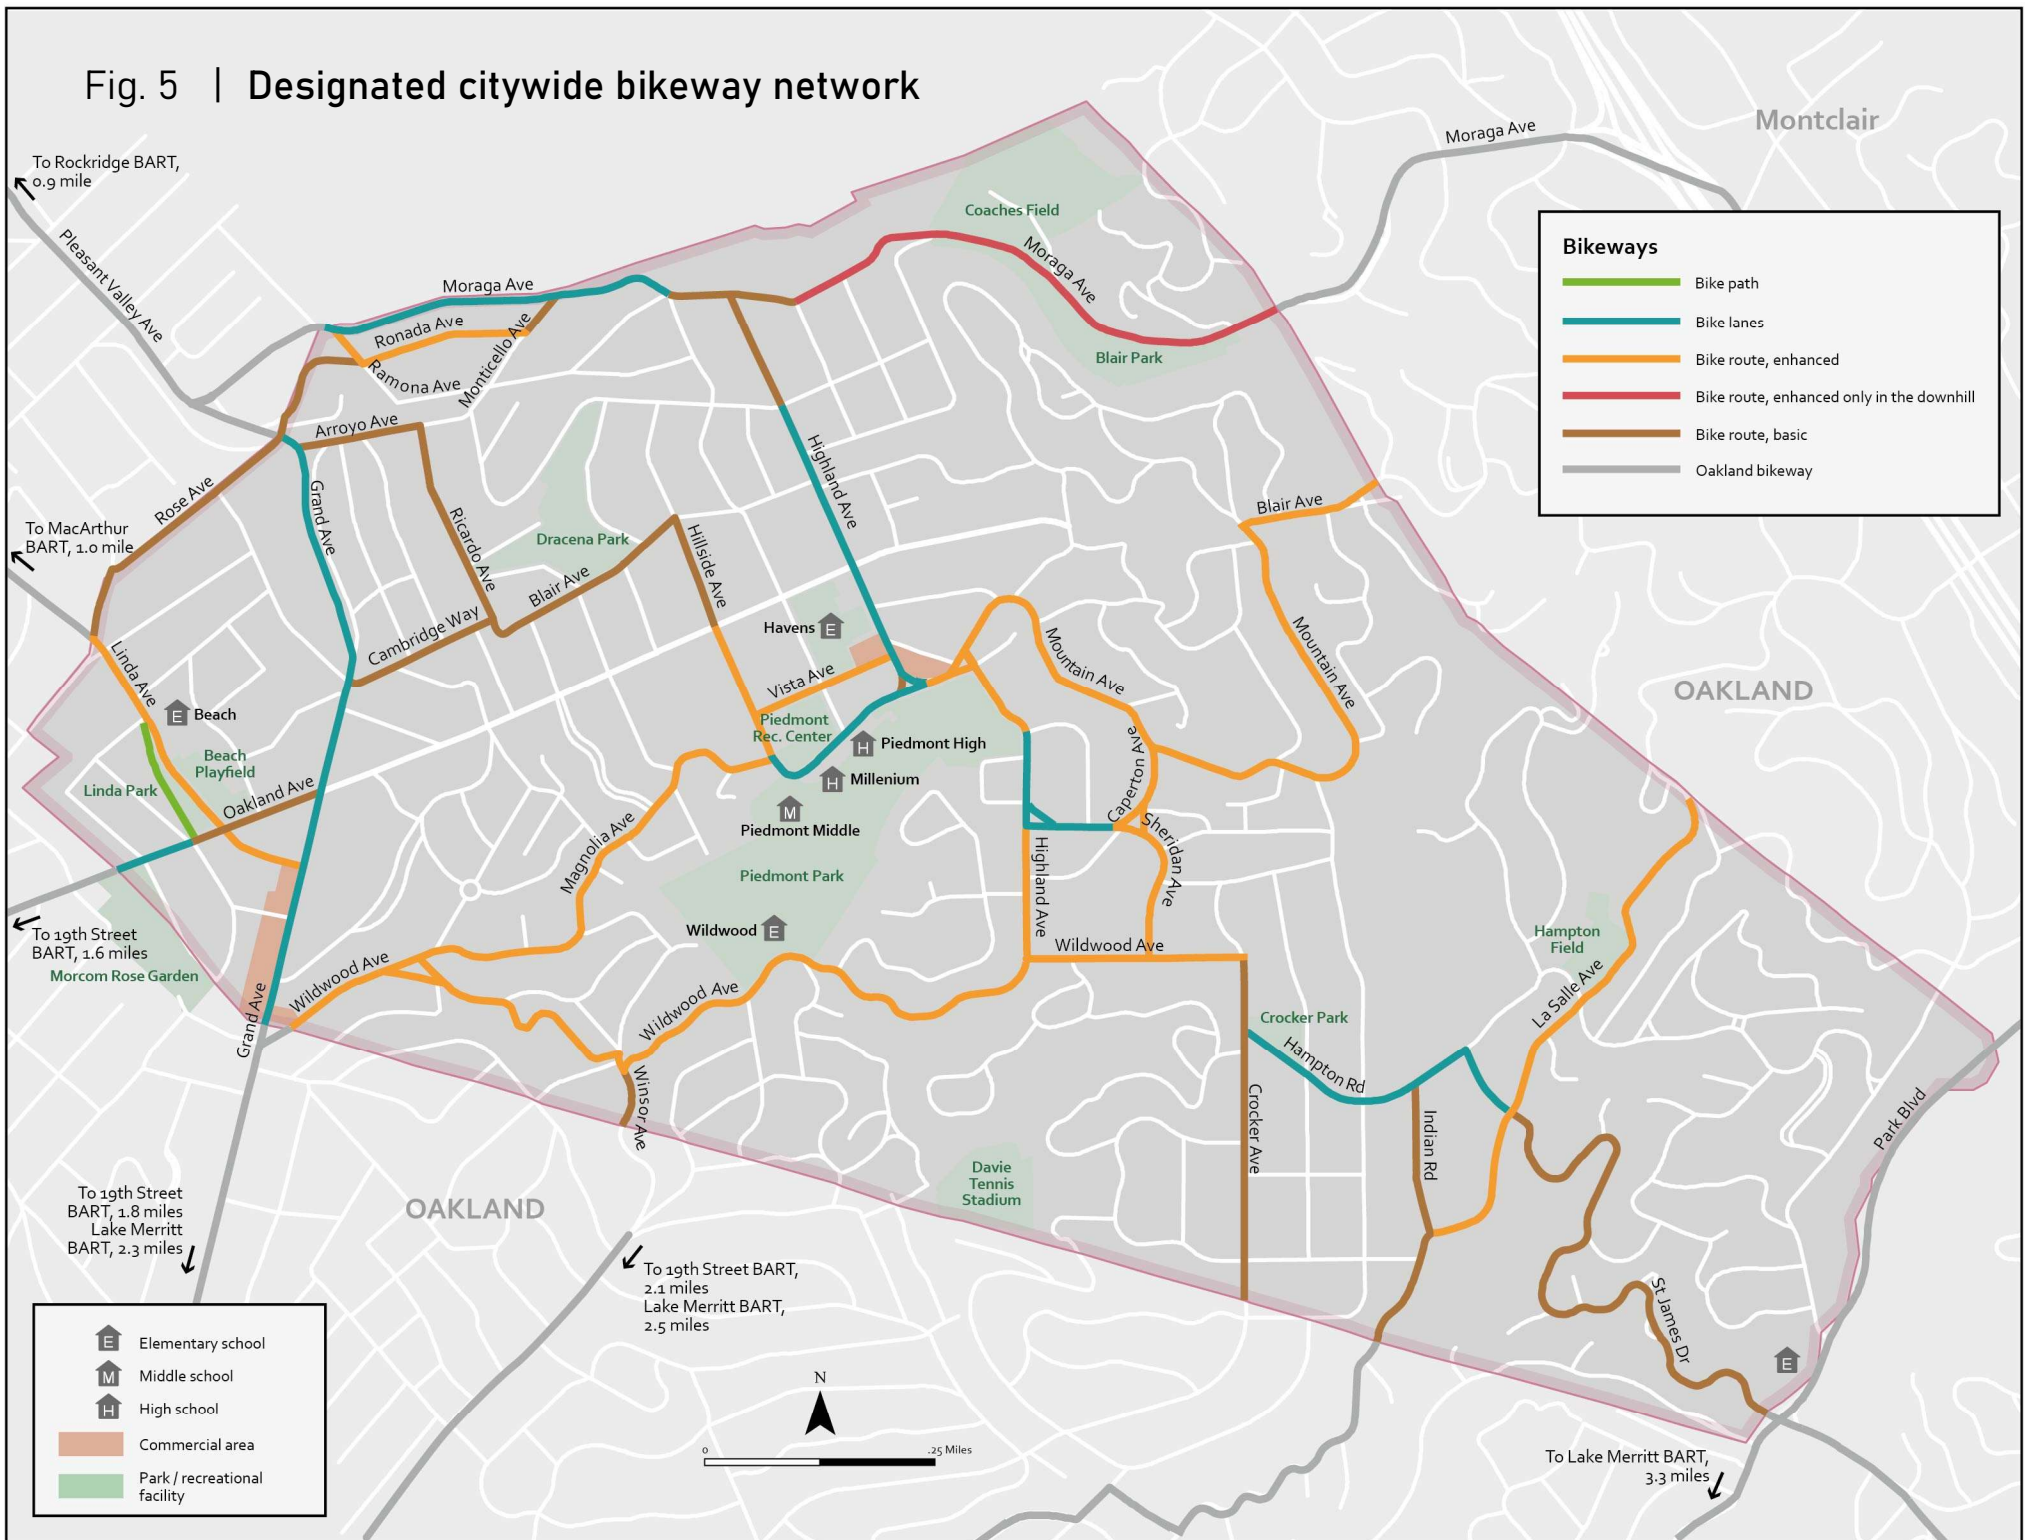 Fig. 5 | Designated citywide bikeway network
Montclair
Moraga Ave
To Rockridge BART,
0.9 mile
Pleasant Valley Ave
Coaches Field
Moraga Ave
Moraga Ave
Blair Park
Ronada Ave
Ramona Ave
Monticello Ave
Arroyo Ave
Bikeways
Bike path
Bike lanes
Bike route, enhanced
Bike route, enhanced only in the downhill
Bike route, basic
Oakland bikeway
Rose Ave
Grand Ave
Ricardo Ave
Highland Ave
Blair Ave
To MacArthur
BART, 1.0 mile
Dracena Park
Hillside Ave
Blair Ave
Cambridge Way
Havens
E
Linda Ave
Mountain Ave
Mountain Ave
Vista Ave
OAKLAND
E
Beach
Piedmont
Rec. Center
H
Piedmont High
Caperton Ave
Beach
Playfield
Linda Park
Oakland Ave
H
Millenium
M
Piedmont Middle
Sheridan Ave
Magnolia Ave
Highland Ave
Piedmont Park
Wildwood
E
Wildwood Ave
Hampton
Field
To 19th Street
BART, 1.6 miles
Morcom Rose Garden
Wildwood Ave
Wildwood Ave
La Salle Ave
Grand Ave
Crocker Park
Hampton Rd
Winsor Ave
Crocker Ave
Indian Rd
Park Blvd
Davie
Tennis
Stadium
To 19th Street
BART, 1.8 miles
Lake Merritt
BART, 2.3 miles
OAKLAND
To 19th Street BART,
2.1 miles
Lake Merritt BART,
2.5 miles
St James Dr
E
E
Elementary school
M
Middle school
H
High school
Commercial area
Park / recreational
facility
N
0
.25 Miles
To Lake Merritt BART,
3.3 miles